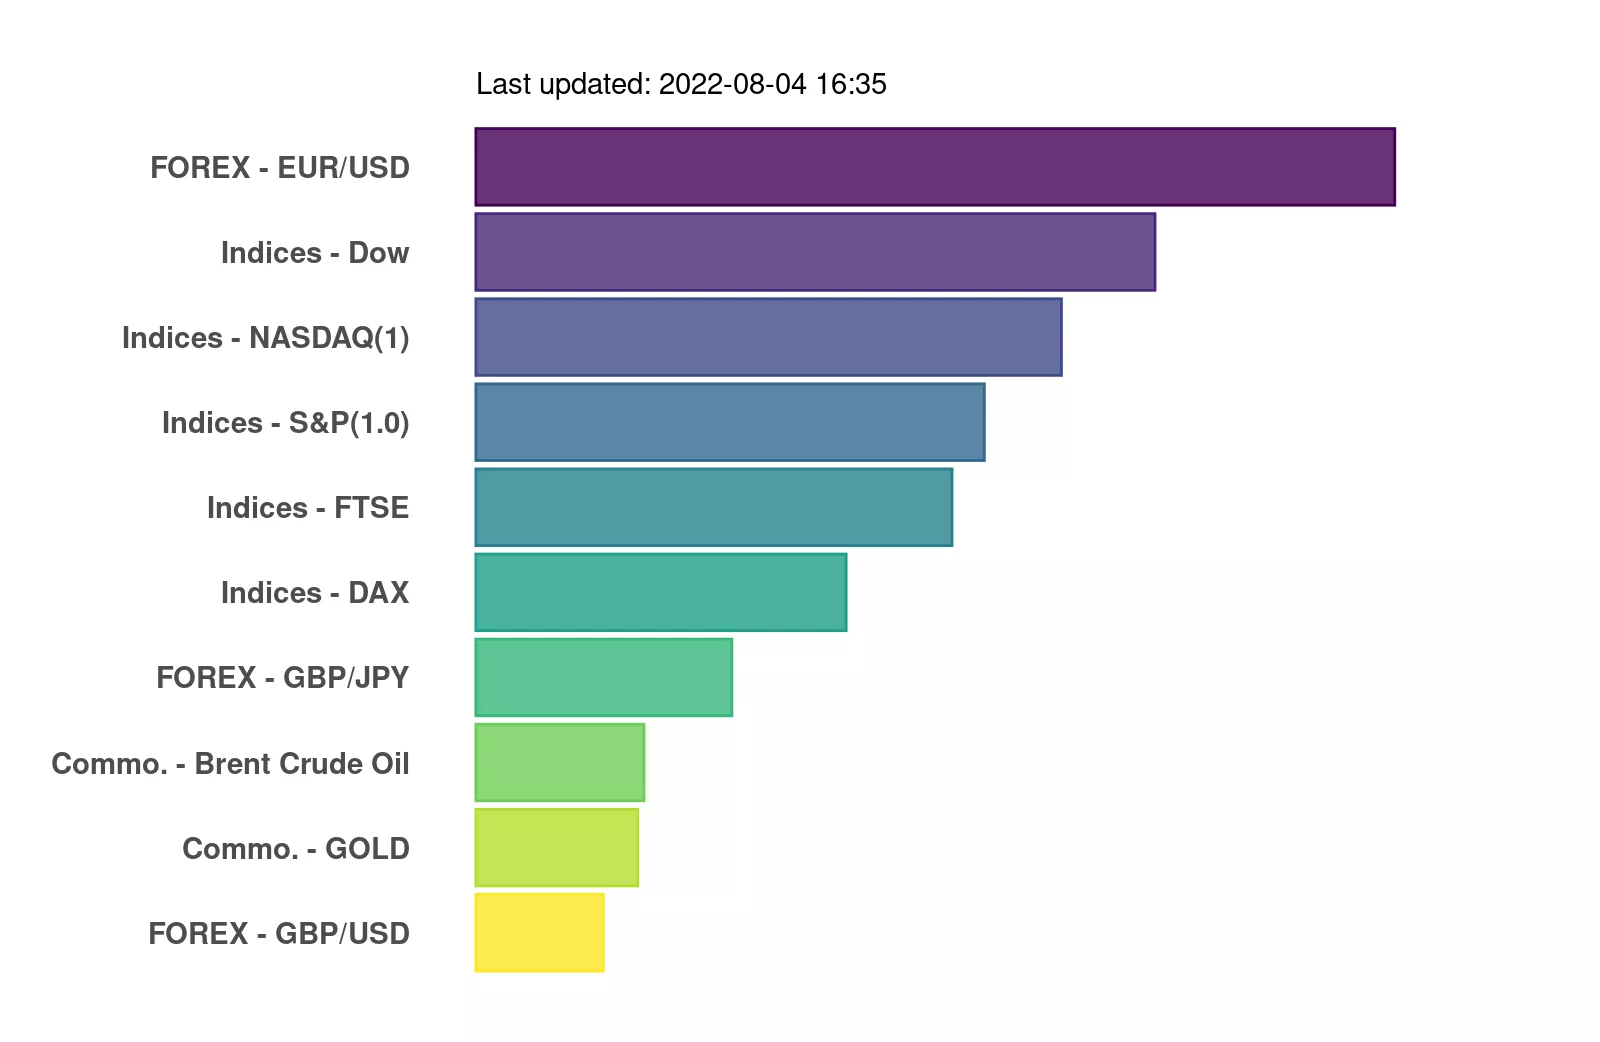 Last updated: 2022-08-04 16:35
FOREX - EUR/USD
Indices - Dow
Indices - NASDAQ(1)
Indices - S&P(1.0)
Indices - FTSE
Indices - DAX
FOREX - GBP/JPY
Commo. - Brent Crude Oil
Commo. - GOLD
FOREX - GBP/USD